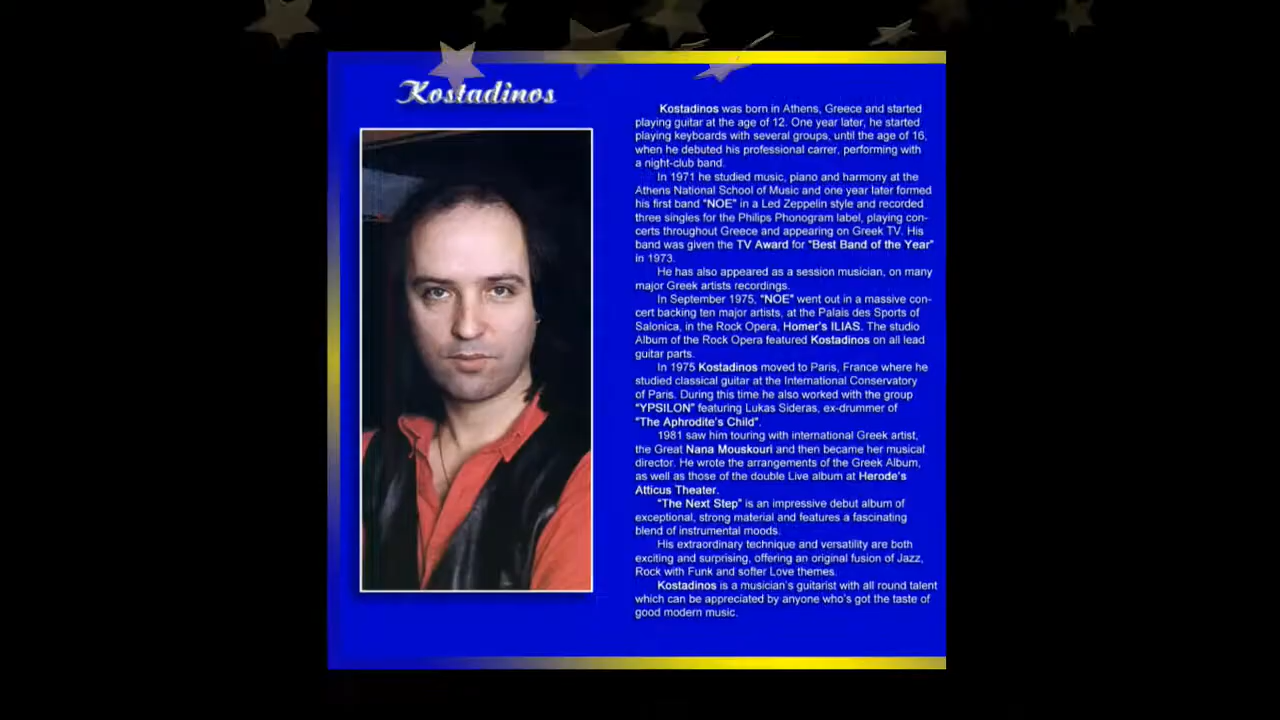 Kostadinos
Kostadinos was born in Athens, Greece and started
playing guitar at the age of 12. One year later, he started
playing keyboards with several groups, until the age of 16,
when he debuted his professional carrer, performing with
a night-club band.
In 1971 he studied music, piano and harmony at the
Athens National School of Music and one year later formed
his first band "NOE" in a Led Zeppelin style and recorded
three singles for the Philips Phonogram label, playing con-
certs throughout Greece and appearing on Greek TV. His
band was given the TV Award for "Best Band of the Year"
in 1973.
He has also appeared as a session musician, on many
major Greek artists recordings.
In September 1975, "NOE" went out in a massive con-
cert backing ten major artists, at the Palais des Sports of
Salonica, in the Rock Opera, Homer's ILIAS. The studio
Album of the Rock Opera featured Kostadinos on all lead
guitar parts.
In 1975 Kostadinos moved to Paris, France where he
studied classical guitar at the International Conservatory
of Paris. During this time he also worked with the group
"YPSILON" featuring Lukas Sideras, ex-drummer of
"The Aphrodite's Child".
1981 saw him touring with international Greek artist,
the Great Nana Mouskouri and then became her musical
director. He wrote the arrangements of the Greek Album,
as well as those of the double Live album at Herode's
Atticus Theater.
"The Next Step" is an impressive debut album of
exceptional, strong material and features a fascinating
blend of instrumental moods.
His extraordinary technique and versatility are both
exciting and surprising, offering an original fusion of Jazz,
Rock with Funk and softer Love themes.
Kostadinos is a musician's guitarist with all round talent
which can be appreciated by anyone who's got the taste of
good modern music.